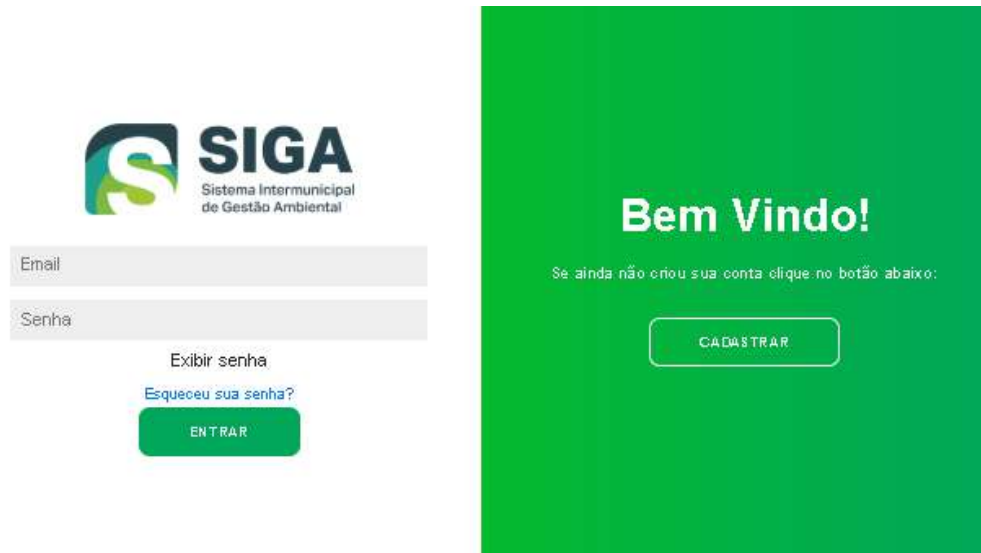 SIGA
Sistema Intermunicipal
de Gestão Ambiental
Email
Senha
Exibir senha
Esqueceu sua senha?
ENTRAR
Bem Vindo!
Se ainda não criou sua conta clique no botão abaixo:
CADASTRAR